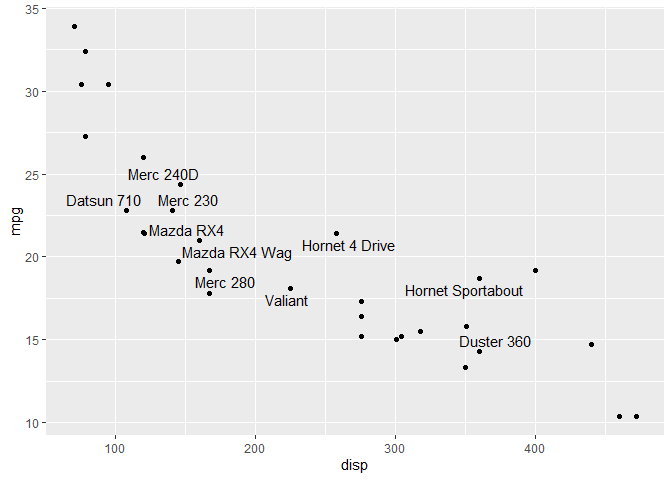 35
30
25
20
15
10
mpg
Merc 240D
Datsun 710
Merc 230
Mazda RX4
Mazda RX4 Wag
Hornet 4 Drive
Merc 280
Valiant
Hornet Sportabout
Duster 360
100
200
300
400
disp